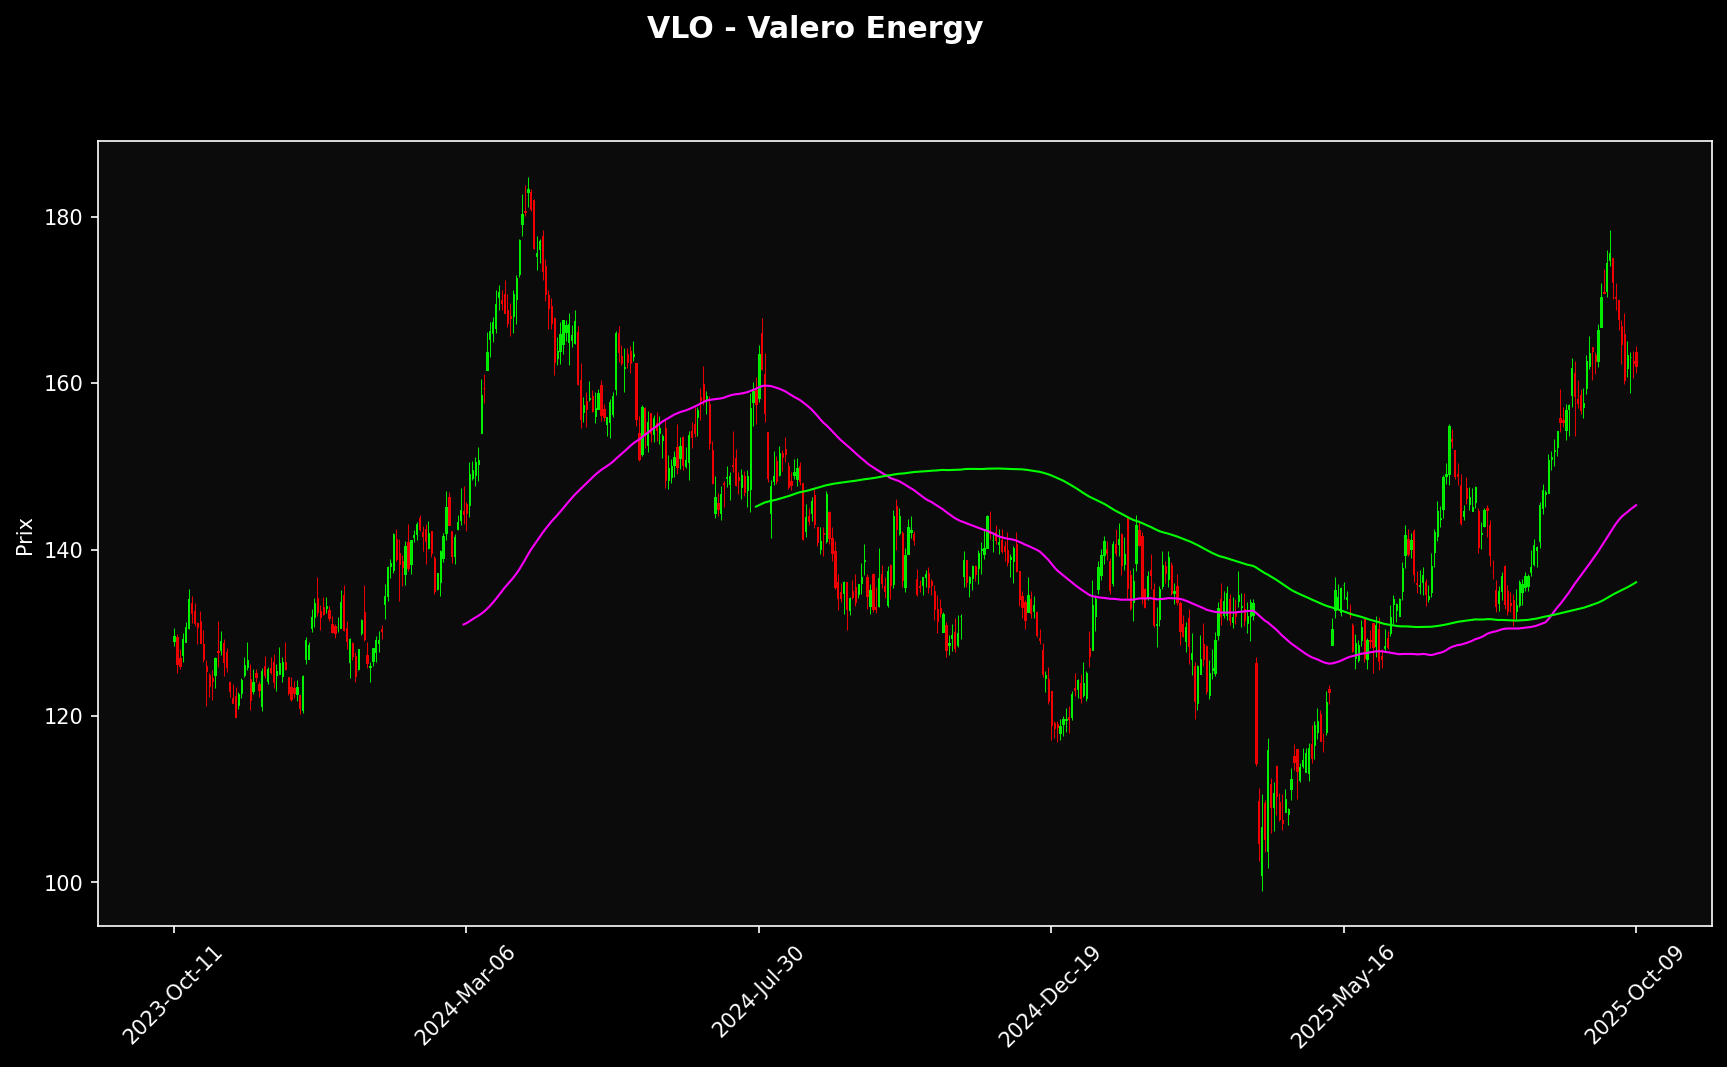 VLO - Valero Energy
Prix
180
160
140
120
100
2023-Oct-11
2024-Mar-06
2024-Jul-30
2024-Dec-19
2025-May-16
2025-Oct-09